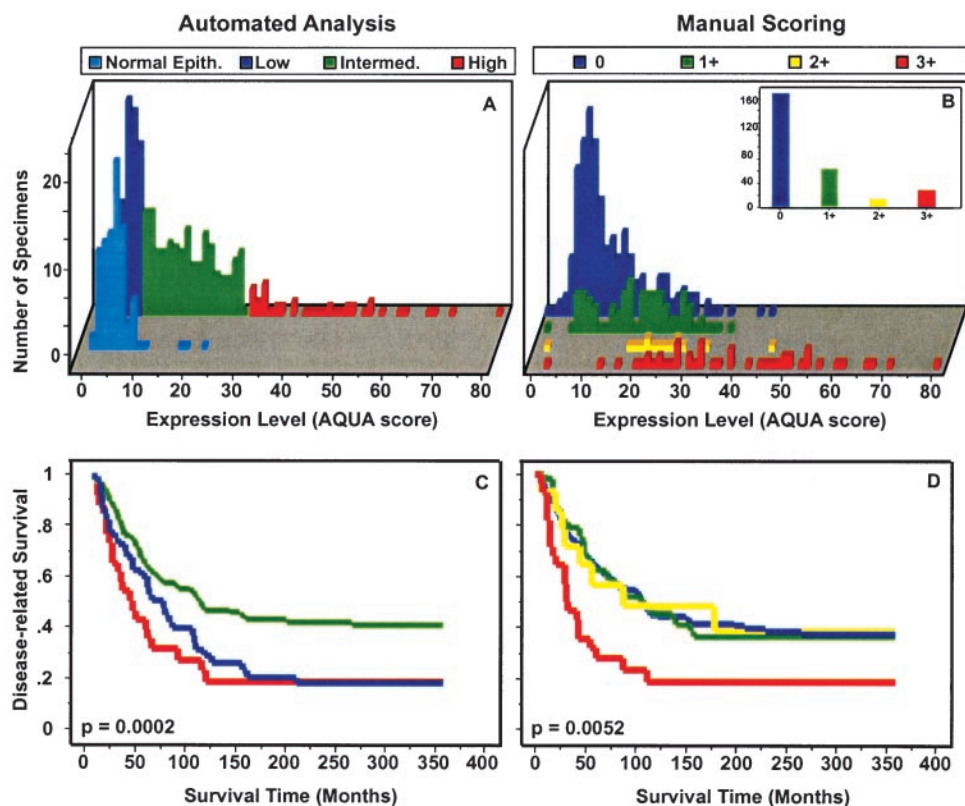 Automated Analysis
Manual Scoring
Normal Epith. Low Intermed. High
0 1+ 2+ 3+
A
B
Number of Specimens
20
10
0
160
120
80
40
0
0 1+ 2+ 3+
0 10 20 30 40 50 60 70 80
0 10 20 30 40 50 60 70 80
Expression Level (AQUA score)
Expression Level (AQUA score)
C
D
Disease-related Survival
1
.8
.6
.4
.2
0
p = 0.0002
p = 0.0052
0 50 100 150 200 250 300 350 400
0 50 100 150 200 250 300 350 400
Survival Time (Months)
Survival Time (Months)